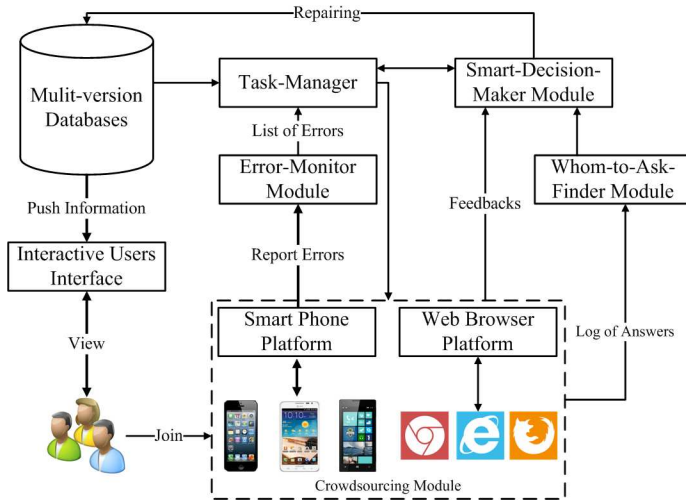 Repairing
Mulit-version
Databases
Task-Manager
Smart-Decision-
Maker Module
List of Errors
Error-Monitor
Module
Whom-to-Ask-
Finder Module
Push Information
Feedbacks
Interactive Users
Interface
Report Errors
Smart Phone
Platform
Web Browser
Platform
View
Log of Answers
Join
Crowdsourcing Module